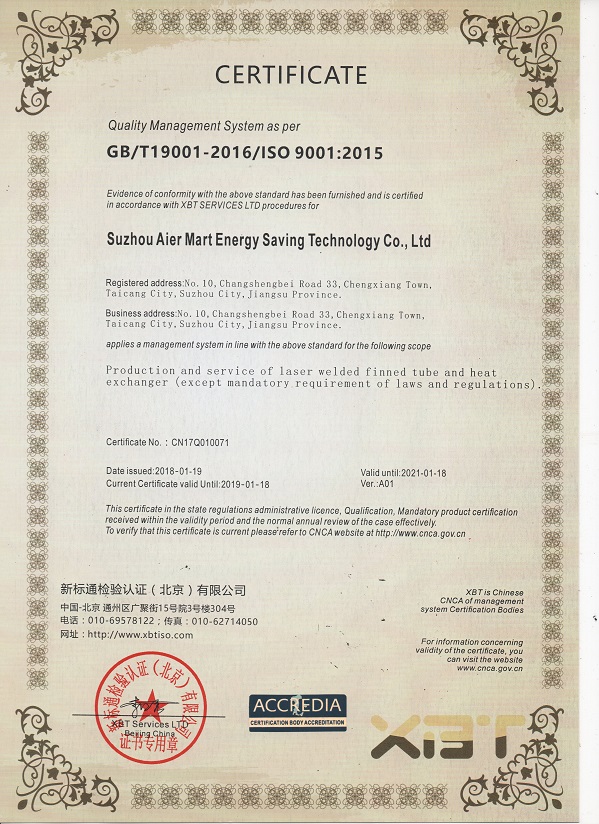 CERTIFICATE
Quality Management System as per
GB/T19001-2016/ISO 9001:2015
Evidence of conformity with the above standard has been furnished and is certified
in accordance with XBT SERVICES LTD procedures for
Suzhou Aier Mart Energy Saving Technology Co., Ltd
Registered address:No.10,Changshengbei Road 33,Chengxiang Town,
Taicang City,Suzhou City,Jiangsu Province.
Business address:No.10,Changshengbei Road 33,Chengxiang Town,
Taicang City,Suzhou City,Jiangsu Province.
applies a management system in line with the above standard for the following scope
Production and service of laser welded finned tube and heat
exchanger (except mandatory requirement of laws and regulations).
Certificate No.：CN17Q010071
Date issued:2018-01-19
Valid until:2021-01-18
Current Certificate valid Until:2019-01-18
Ver.:A01
This certificate in the state regulations administrative licence, Qualification, Mandatory product certification
received within the validity period and the normal annual review of the case effectively.
To verify that this certificate is current please refer to CNCA website at http://www.cnca.gov.cn
新标通检验认证（北京）有限公司
中国-北京 通州区广聚街15号院3号楼304号
电话：010-69578122；传真：010-62714050
网址：http://www.xbtiso.com
XBT is Chinese
CNCA of management
system Certification Bodies
For information concerning
validity of the certificate, you
can visit the website
www.cnca.gov.cn
新标通检验认证（北京）有限公司
XBT Services LTD
Beijing China
证书专用章
ACCREDIA
CERTIFICATION BODY ACCREDITATION
XBT